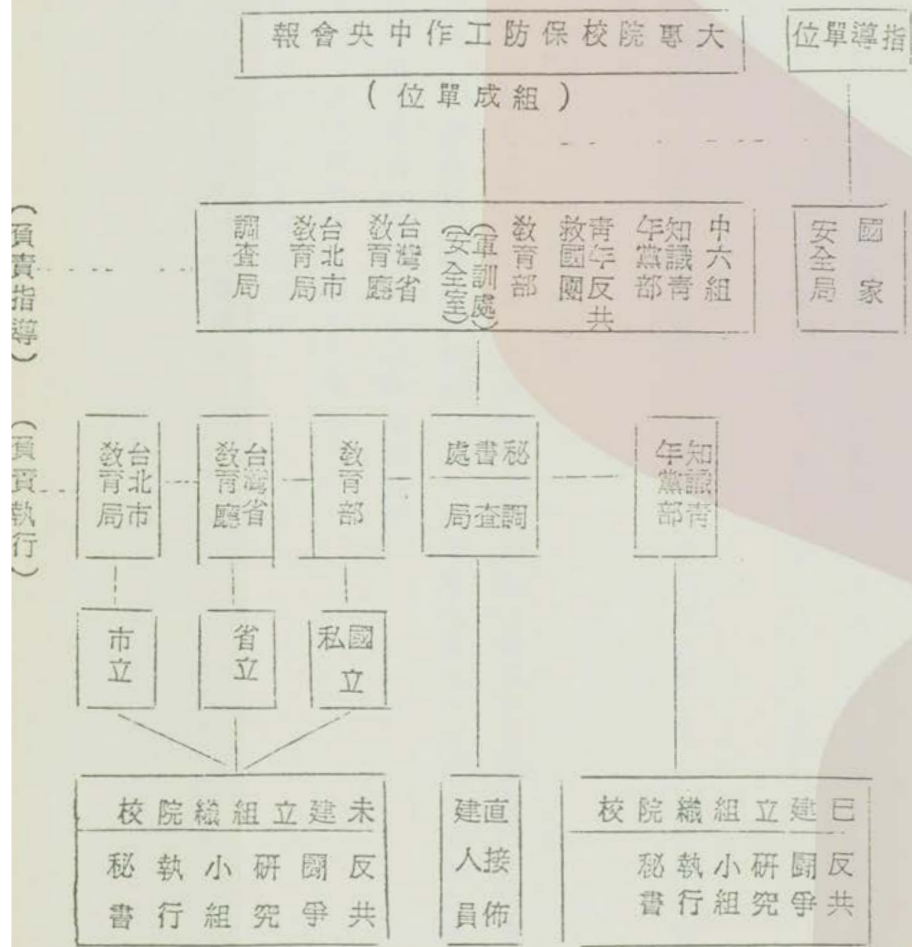 大專院校保防工作中央會報
指導單位
（組成單位）
國家安全局
中六組
知識青年黨部
青年反共救國團
教育部
（軍訓處）
（安全室）
台灣省教育廳
台北市教育局
調查局
（負責指導）
知識青年黨部
秘書處
調查局
教育部
台灣省教育廳
台北市教育局
（負責執行）
國私立
省立
市立
已建立組織院校
反共鬪爭研究小組執行秘書
直接佈建人員
未建立組織院校
反共鬪爭研究小組執行秘書